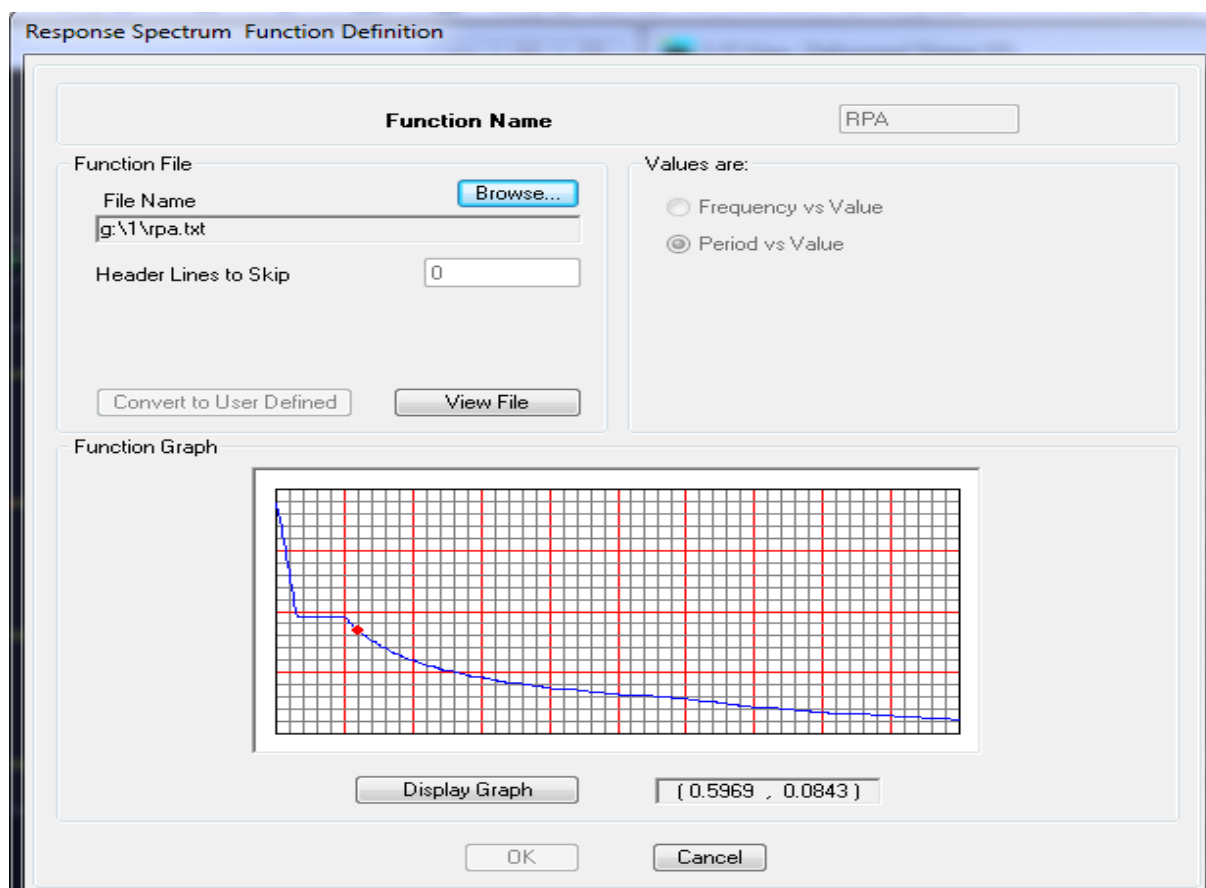 Response Spectrum Function Definition
Function Name
RPA
Function File
Values are:
File Name
Browse...
g:\1\rpa.txt
Header Lines to Skip
0
Frequency vs Value
Period vs Value
Convert to User Defined
View File
Function Graph
Display Graph
( 0.5969 , 0.0843 )
OK
Cancel